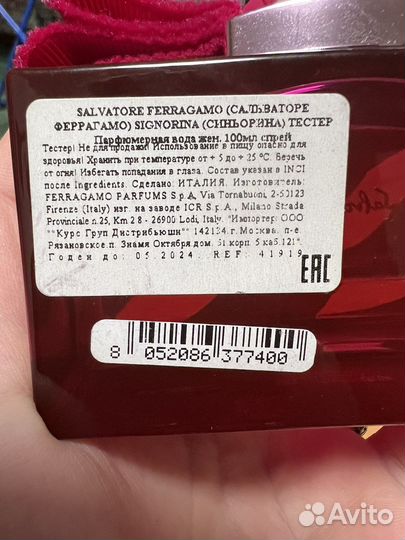 SALVATORE FERRAGAMO (САЛЬВАТОРЕ
ФЕРРАГАМО) SIGNORINA (СИНЬОРИНА) ТЕСТЕР
Парфюмерная вода жен. 100мл спрей
Тестер! Не для продажи! Использование в пищу опасно для
здоровья! Хранить при температуре от + 5 до + 25 °C. Беречь
от огня! Избегать попадания в глаза. Состав указан в INCI
после Ingredients. Сделано: ИТАЛИЯ. Изготовитель:
FERRAGAMO PARFUMS S.p.A, Via Tornabuoni, 2-50123
Firenze (Italy) изг. на заводе ICR S.p.A., Milano Strada
Provinciale n.25, Km 2.8 - 26900 Lodi, Italy. "Импортер: ООО
""Курс Груп Дистрибьюшн"" 142134. г. Москва. п-е.
Рязановское. п. Знамя Октября дом. 31 корп. 5 каб.121".
Годен до: 05.2024. REF: 41919
EAC
8 052086 377400
Salva
Avito